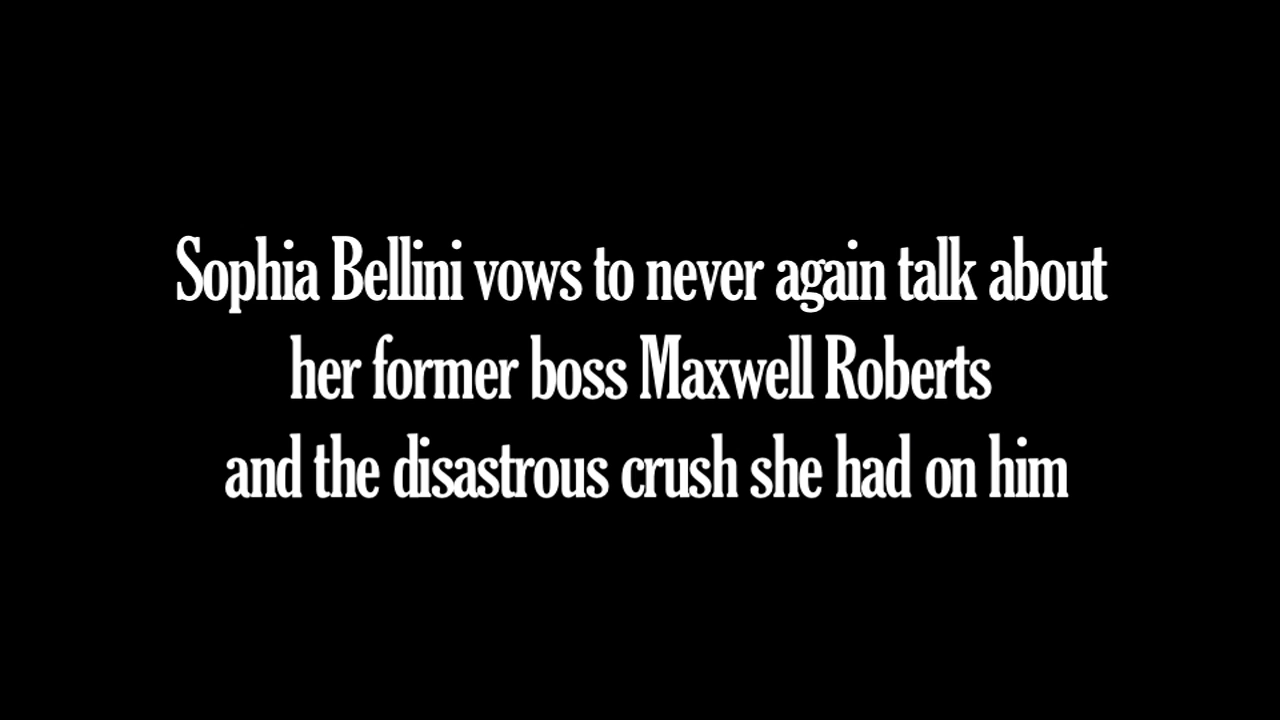 Sophia Bellini vows to never again talk about
her former boss Maxwell Roberts
and the disastrous crush she had on him